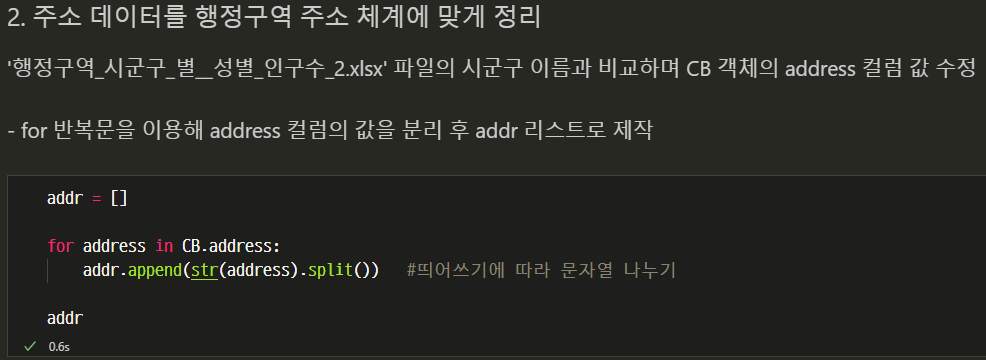 2. 주소 데이터를 행정구역 주소 체계에 맞게 정리
'행정구역_시군구_별__성별_인구수_2.xlsx' 파일의 시군구 이름과 비교하며 CB 객체의 address 컬럼 값 수정
- for 반복문을 이용해 address 컬럼의 값을 분리 후 addr 리스트로 제작
addr = []
for address in CB.address:
    addr.append(str(address).split())   #띄어쓰기에 따라 문자열 나누기
addr
✓ 0.6s